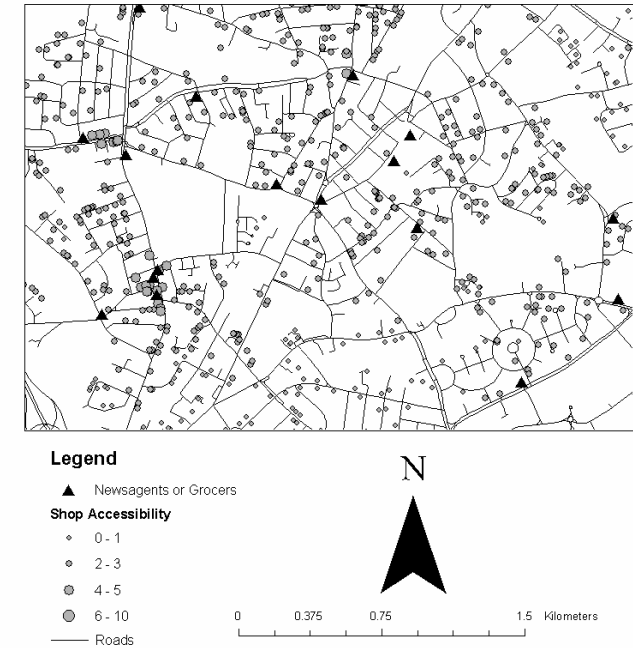 Legend
N
Newsagents or Grocers
Shop Accessibility
0 - 1
2 - 3
4 - 5
6 - 10
Roads
0 0.375 0.75 1.5 Kilometers